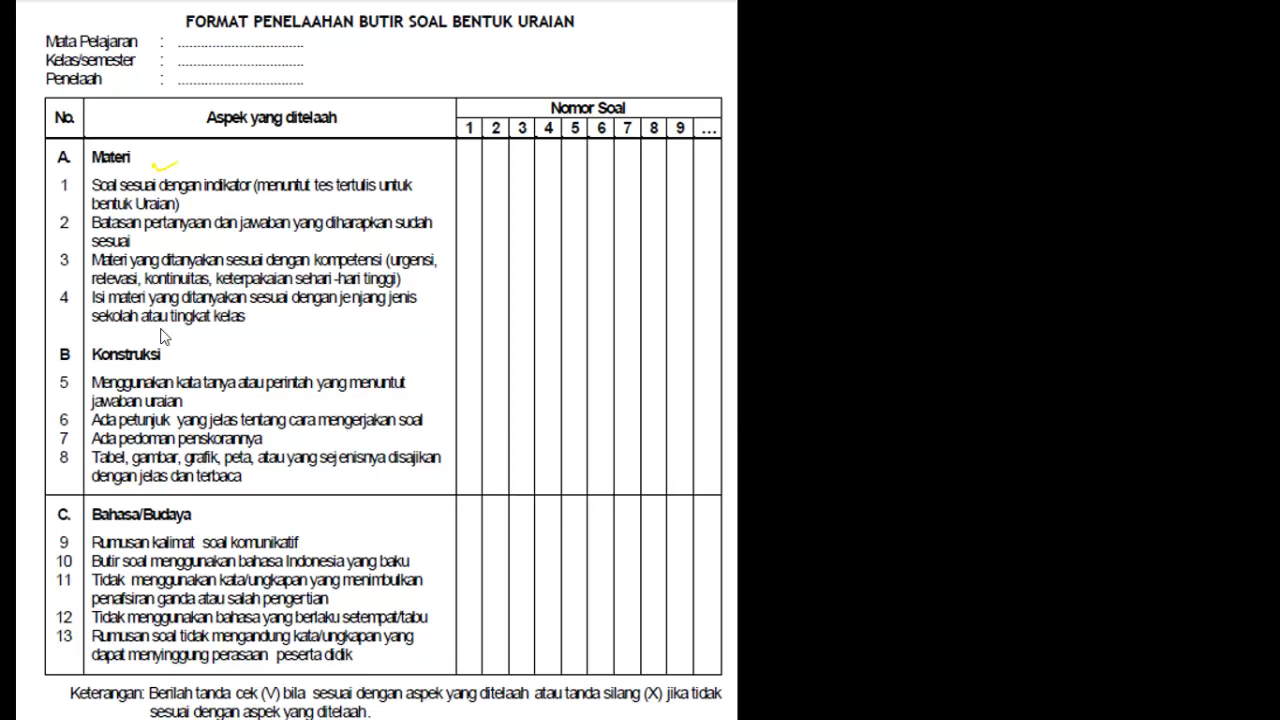 FORMAT PENELAAHAN BUTIR SOAL BENTUK URAIAN
Mata Pelajaran : ................................
Kelas/semester : ................................
Penelaah : ................................
No. Aspek yang ditelaah Nomor Soal
1 2 3 4 5 6 7 8 9 ...
A. Materi
1 Soal sesuai dengan indikator (menuntut tes tertulis untuk
bentuk Uraian)
2 Batasan pertanyaan dan jawaban yang diharapkan sudah
sesuai
3 Materi yang ditanyakan sesuai dengan kompetensi (urgensi,
relevasi, kontinuitas, keterpakaian sehari-hari tinggi)
4 Isi materi yang ditanyakan sesuai dengan jenjang jenis
sekolah atau tingkat kelas
B Konstruksi
5 Menggunakan kata tanya atau perintah yang menuntut
jawaban uraian
6 Ada petunjuk yang jelas tentang cara mengerjakan soal
7 Ada pedoman penskorannya
8 Tabel, gambar, grafik, peta, atau yang sejenisnya disajikan
dengan jelas dan terbaca
C. Bahasa/Budaya
9 Rumusan kalimat soal komunikatif
10 Butir soal menggunakan bahasa Indonesia yang baku
11 Tidak menggunakan kata/ungkapan yang menimbulkan
penafsiran ganda atau salah pengertian
12 Tidak menggunakan bahasa yang berlaku setempat/tabu
13 Rumusan soal tidak mengandung kata/ungkapan yang
dapat menyinggung perasaan peserta didik
Keterangan: Berilah tanda cek (V) bila sesuai dengan aspek yang ditelaah atau tanda silang (X) jika tidak
sesuai dengan aspek yang ditelaah.